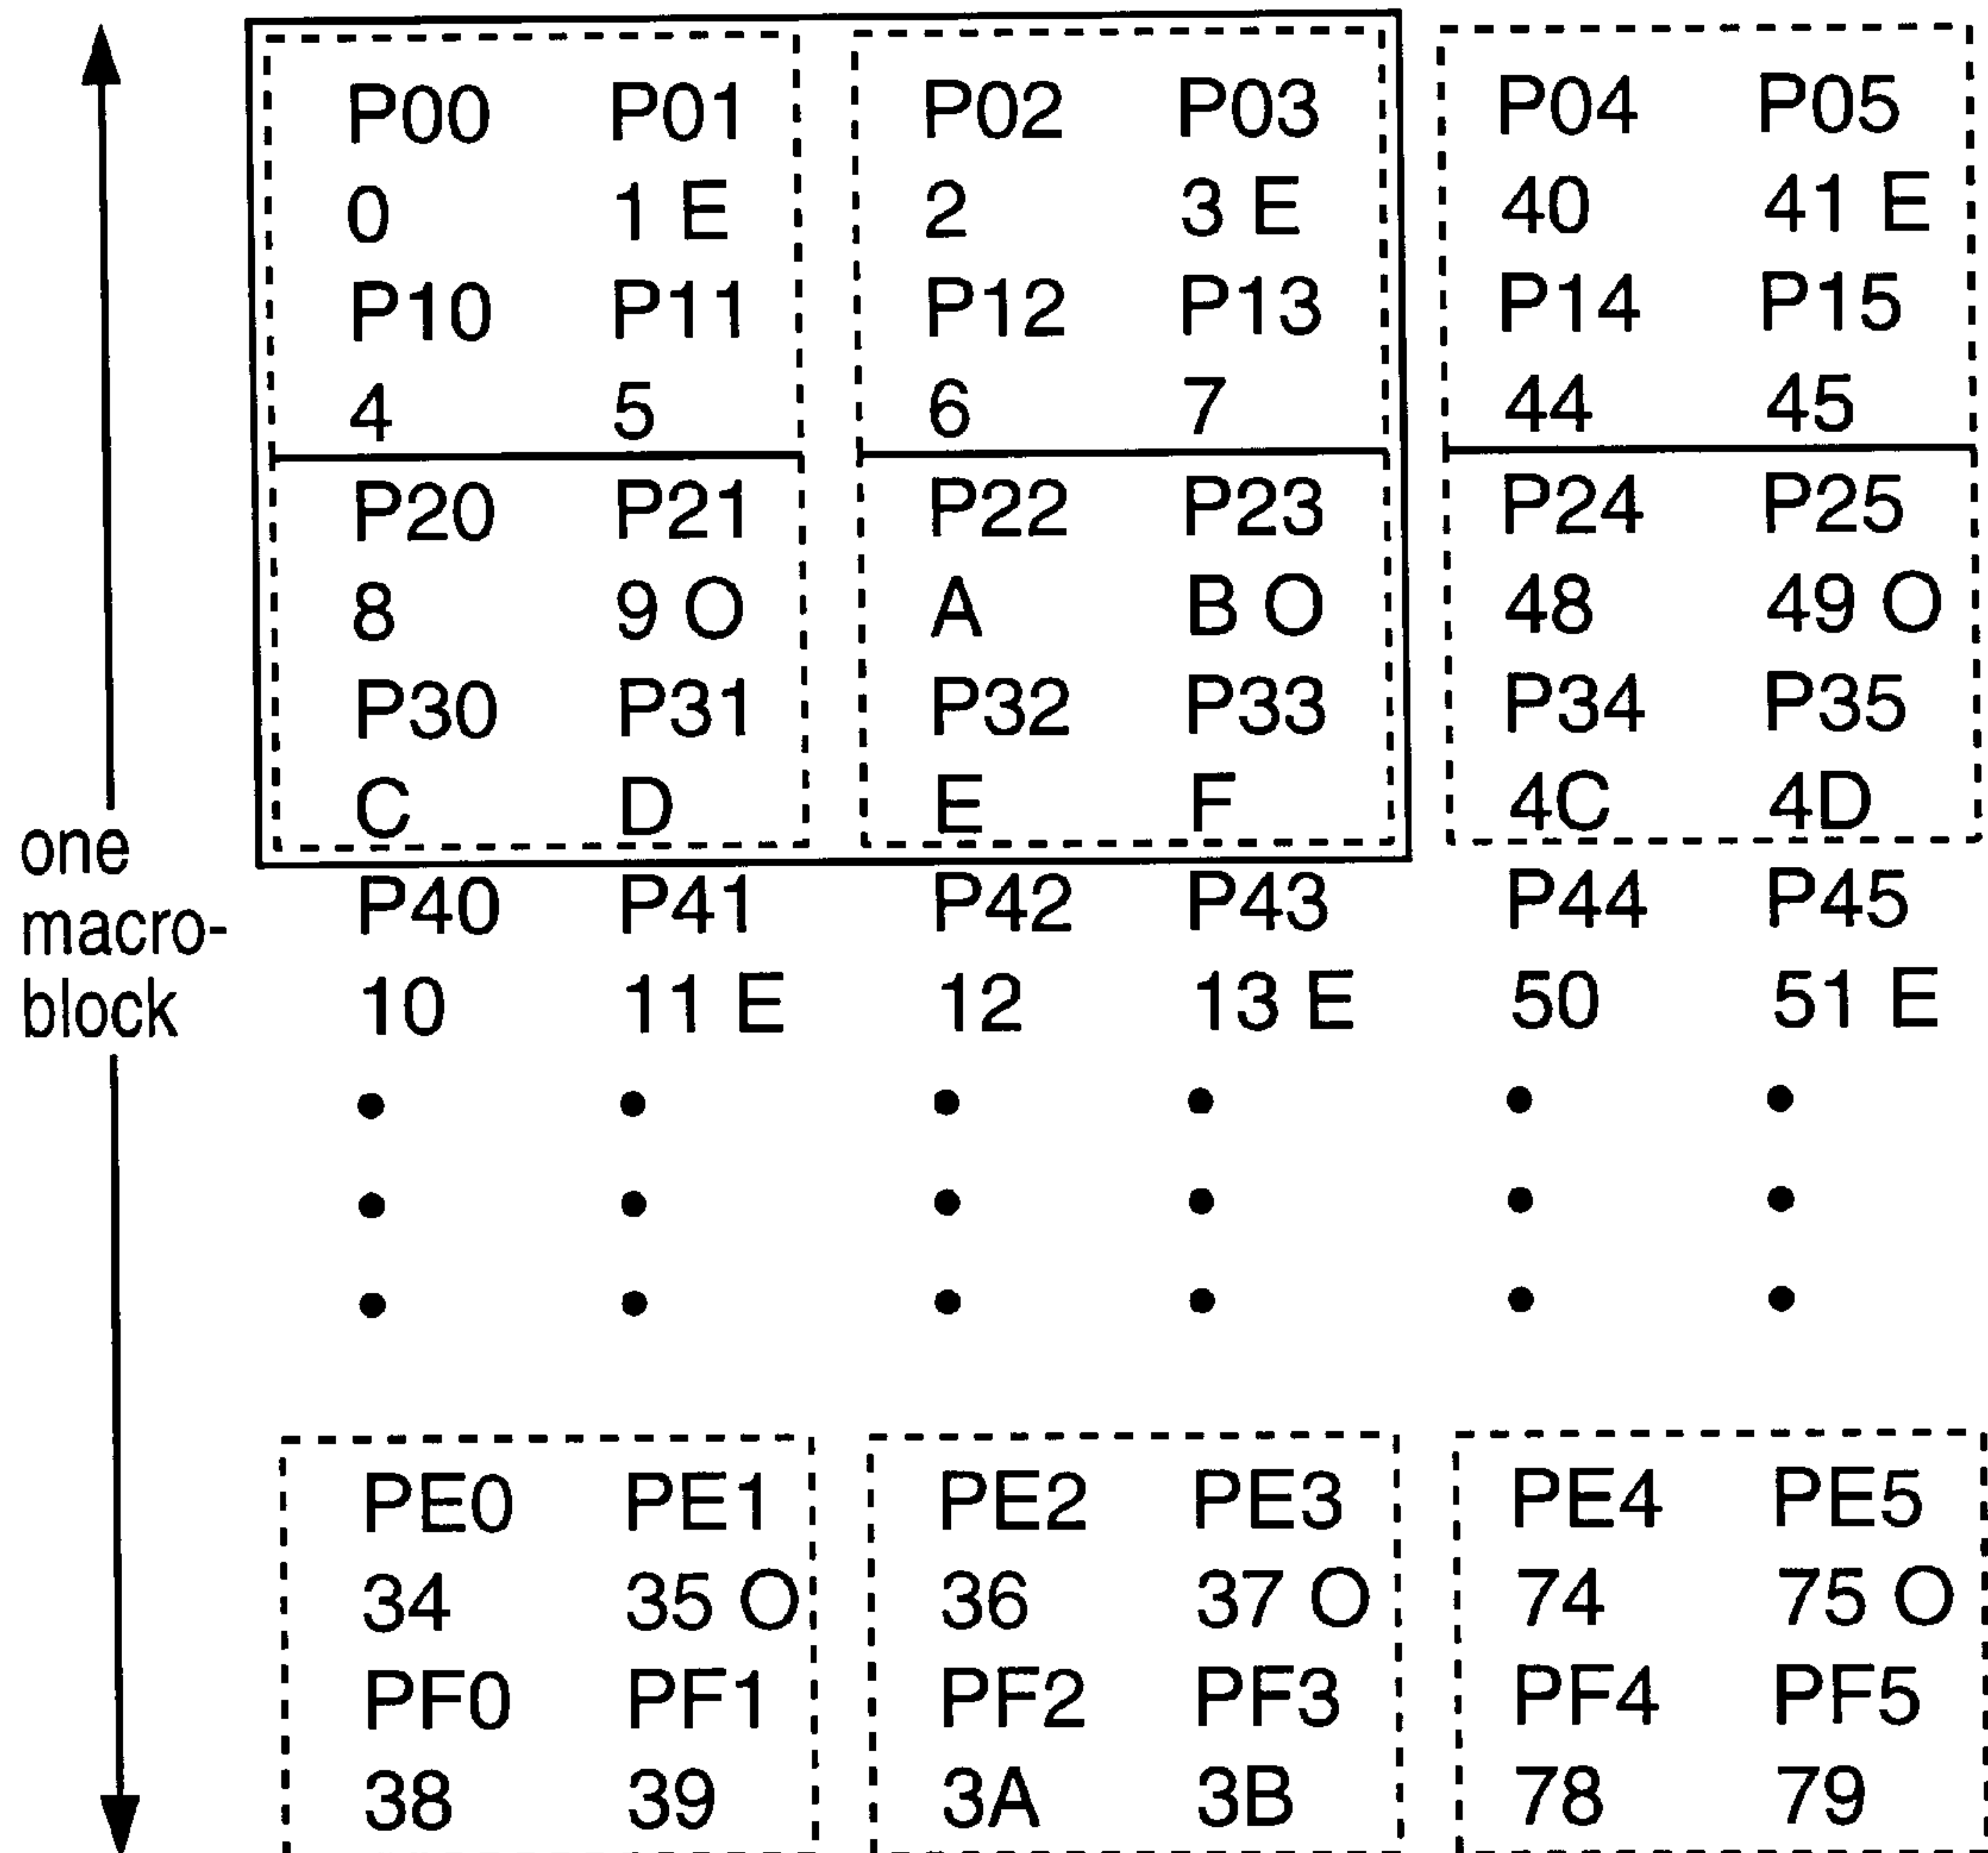 P00 P01 P02 P03 P04 P05
0 1 E 2 3 E 40 41 E
P10 P11 P12 P13 P14 P15
4 5 6 7 44 45
P20 P21 P22 P23 P24 P25
8 9 O A B O 48 49 O
P30 P31 P32 P33 P34 P35
C D E F 4C 4D
one
macro-
block
P40 P41 P42 P43 P44 P45
10 11 E 12 13 E 50 51 E
PE0 PE1 PE2 PE3 PE4 PE5
34 35 O 36 37 O 74 75 O
PF0 PF1 PF2 PF3 PF4 PF5
38 39 3A 3B 78 79